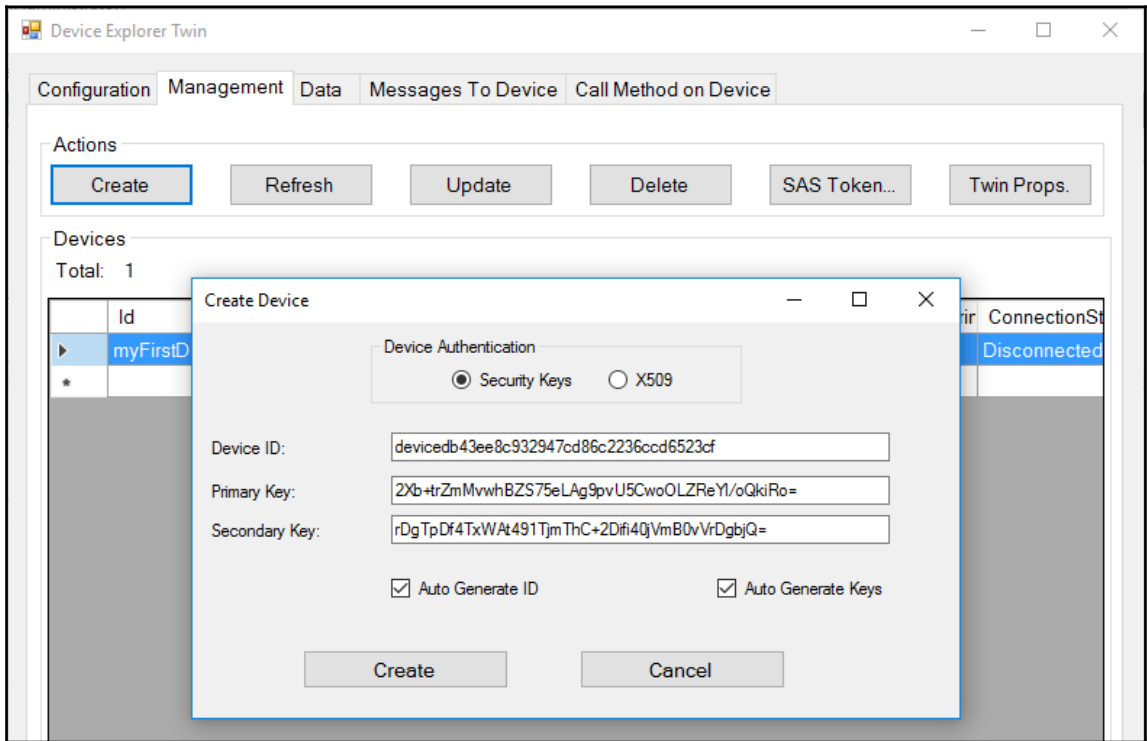 Device Explorer Twin
Configuration Management Data Messages To Device Call Method on Device
Actions
Create Refresh Update Delete SAS Token... Twin Props.
Devices
Total: 1
Id ConnectionSt
myFirstD Disconnected
Create Device
Device Authentication
Security Keys X509
Device ID: devicedb43ee8c932947cd86c2236ccd6523cf
Primary Key: 2Xb+trZmMvwhBZS75eLAg9pvU5CwoOLZReYl/oQkiRo=
Secondary Key: rDgTpDf4TxWAt491TjmThC+2Difi40jVmB0vVrDgbjQ=
Auto Generate ID Auto Generate Keys
Create Cancel